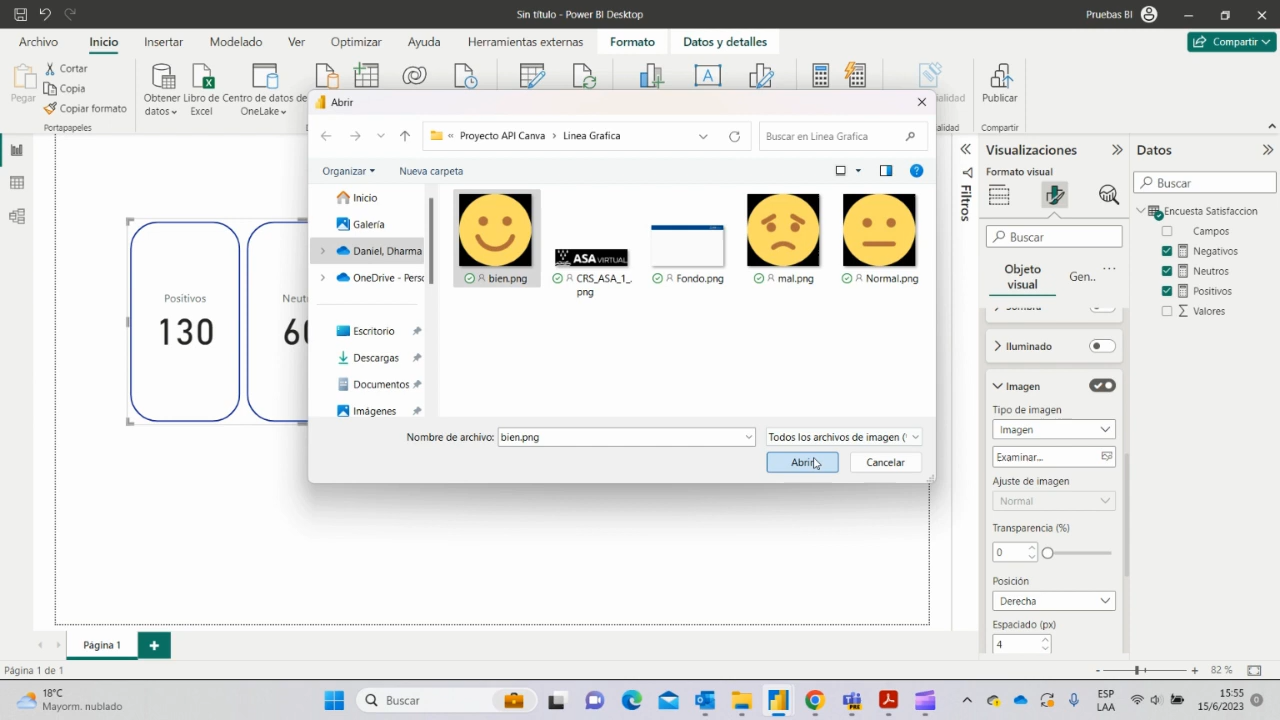 Sin título - Power BI Desktop
Pruebas BI
Archivo Inicio Insertar Modelado Ver Optimizar Ayuda Herramientas externas Formato Datos y detalles
Compartir
Pegar
Cortar
Copia
Copiar formato
Portapapeles
Obtener datos
Libro de Excel
Centro de datos de OneLake
Publicar
Compartir
Abrir
« Proyecto API Canva › Linea Grafica
Buscar en Linea Grafica
Organizar
Nueva carpeta
Inicio
Galería
Daniel, Dharma
OneDrive - Perso
Escritorio
Descargas
Documentos
Imágenes
ASA VIRTUAL
bien.png
CRS_ASA_1_.png
Fondo.png
mal.png
Normal.png
Nombre de archivo:
bien.png
Todos los archivos de imagen (
Abrir
Cancelar
Positivos
130
Neut
60
Filtros
Visualizaciones
Formato visual
Buscar
Objeto visual
Gen...
Iluminado
Imagen
Tipo de imagen
Imagen
Examinar...
Ajuste de imagen
Normal
Transparencia (%)
0
Posición
Derecha
Espaciado (px)
4
Datos
Buscar
Encuesta Satisfaccion
Campos
Negativos
Neutros
Positivos
Valores
Página 1
Página 1 de 1
82 %
18°C
Mayorm. nublado
Buscar
ESP
LAA
15:55
15/6/2023